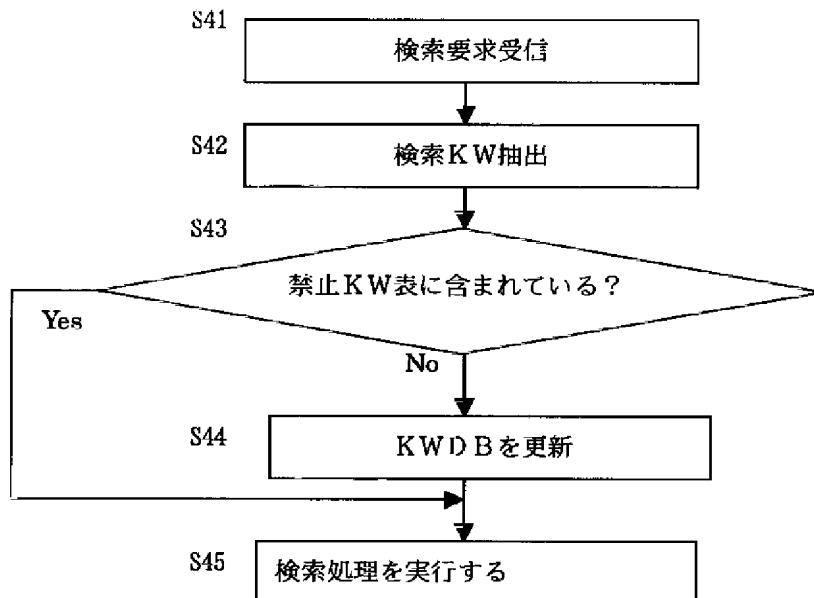 S41
検索要求受信
S42
検索KW抽出
S43
禁止KW表に含まれている？
Yes
No
S44
KWDBを更新
S45
検索処理を実行する